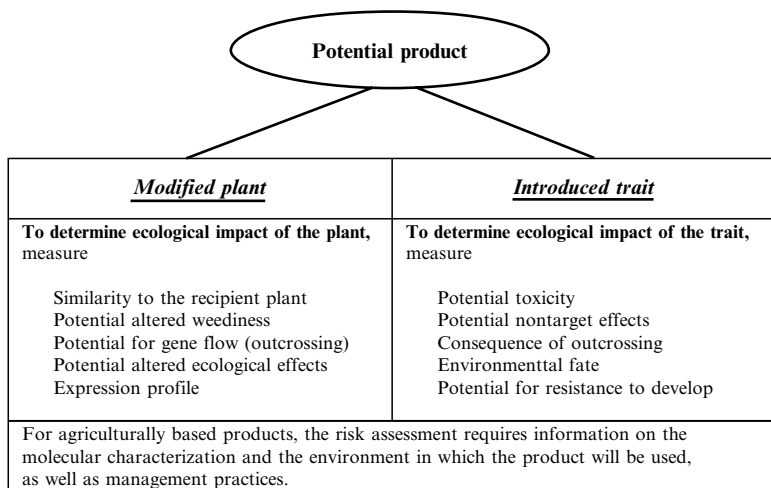 Potential product
Modified plant
To determine ecological impact of the plant,
measure
Similarity to the recipient plant
Potential altered weediness
Potential for gene flow (outcrossing)
Potential altered ecological effects
Expression profile
Introduced trait
To determine ecological impact of the trait,
measure
Potential toxicity
Potential nontarget effects
Consequence of outcrossing
Environmenttal fate
Potential for resistance to develop
For agriculturally based products, the risk assessment requires information on the
molecular characterization and the environment in which the product will be used,
as well as management practices.